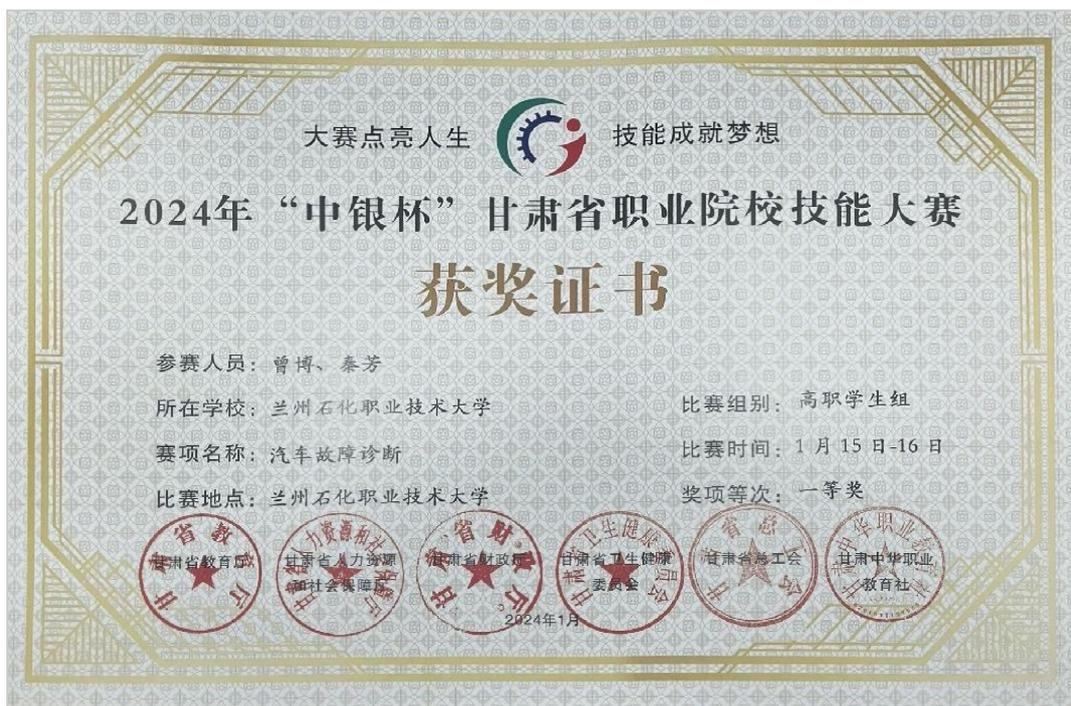 大赛点亮人生 技能成就梦想
2024年“中银杯”甘肃省职业院校技能大赛
获奖证书
参赛人员：曾博、秦芳
所在学校：兰州石化职业技术大学
比赛组别：高职学生组
赛项名称：汽车故障诊断
比赛时间：1月15日-16日
比赛地点：兰州石化职业技术大学
奖项等次：一等奖
甘肃省教育厅
甘肃省人力资源
和社会保障厅
甘肃省财政厅
甘肃省卫生健康
委员会
甘肃省总工会
甘肃中华职业
教育社
2024年1月